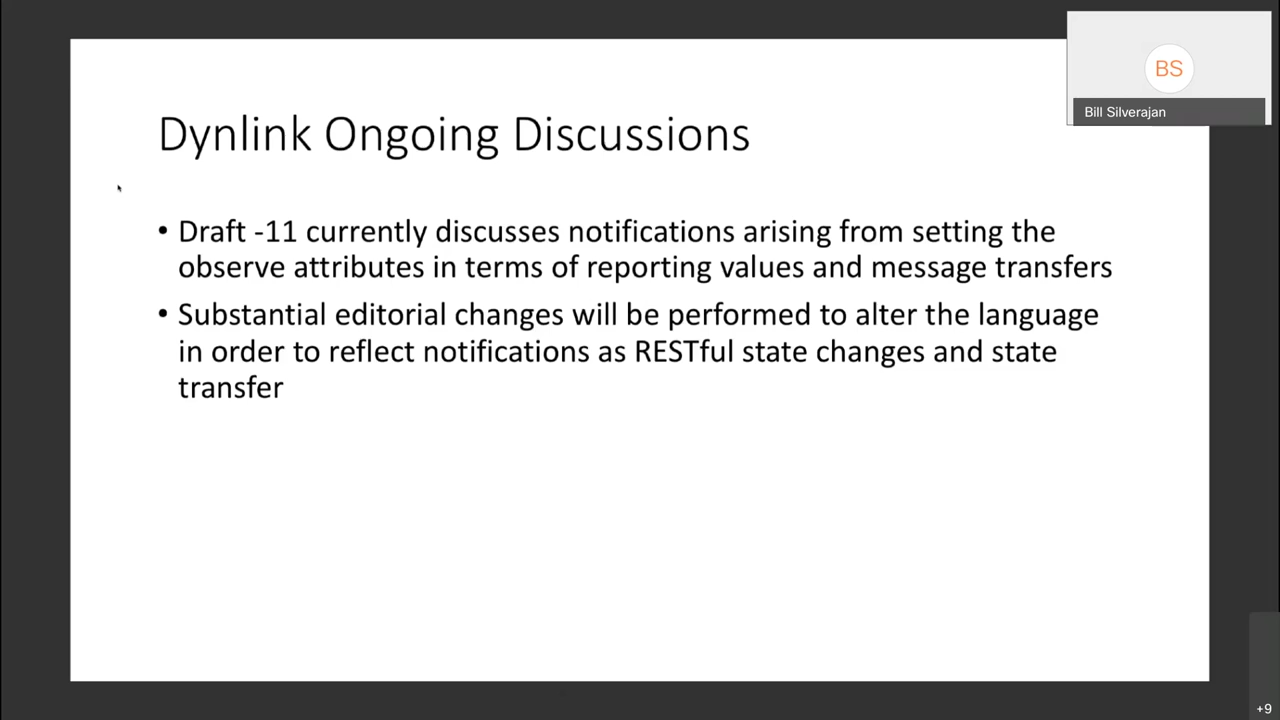 BS
Bill Silverajan
Dynlink Ongoing Discussions
• Draft -11 currently discusses notifications arising from setting the
observe attributes in terms of reporting values and message transfers
• Substantial editorial changes will be performed to alter the language
in order to reflect notifications as RESTful state changes and state
transfer
+9